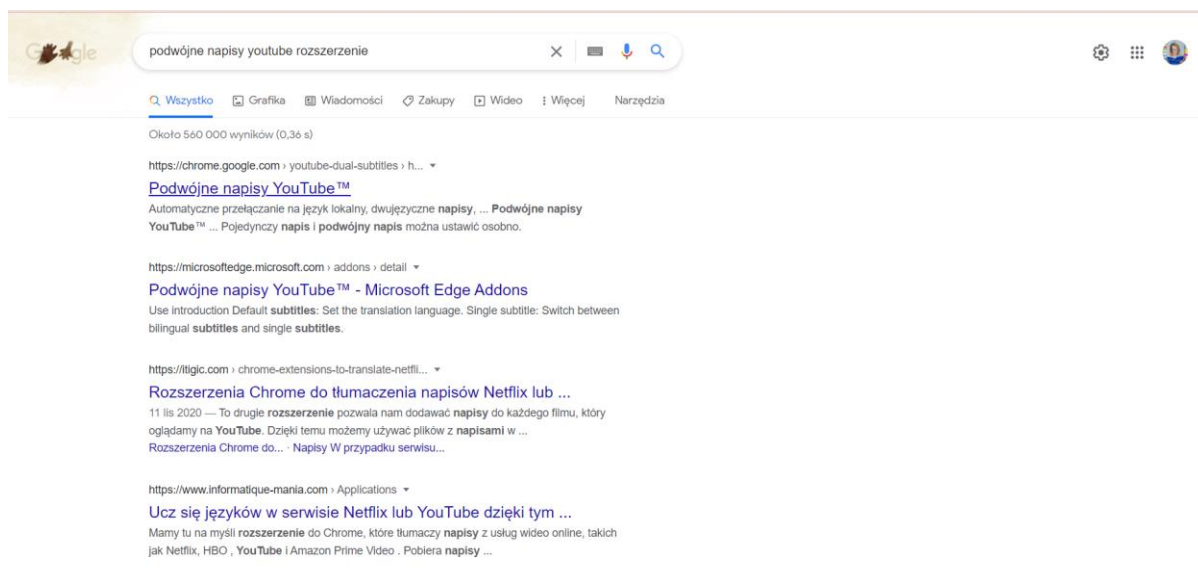 G gle
podwójne napisy youtube rozszerzenie
Wszystko Grafika Wiadomości Zakupy Wideo Więcej Narzędzia
Około 560 000 wyników (0,36 s)
https://chrome.google.com › youtube-dual-subtitles › h...
Podwójne napisy YouTube™
Automatyczne przełączanie na język lokalny, dwujęzyczne napisy, ... Podwójne napisy
YouTube™ ... Pojedynczy napis i podwójny napis można ustawić osobno.
https://microsoftedge.microsoft.com › addons › detail
Podwójne napisy YouTube™ - Microsoft Edge Addons
Use introduction Default subtitles: Set the translation language. Single subtitle: Switch between
bilingual subtitles and single subtitles.
https://itigic.com › chrome-extensions-to-translate-netfli...
Rozszerzenia Chrome do tłumaczenia napisów Netflix lub ...
11 lis 2020 — To drugie rozszerzenie pozwala nam dodawać napisy do każdego filmu, który
oglądamy na YouTube. Dzięki temu możemy używać plików z napisami w ...
Rozszerzenia Chrome do... · Napisy W przypadku serwisu...
https://www.informatique-mania.com › Applications
Ucz się języków w serwisie Netflix lub YouTube dzięki tym ...
Mamy tu na myśli rozszerzenie do Chrome, które tłumaczy napisy z usług wideo online, takich
jak Netflix, HBO , YouTube i Amazon Prime Video . Pobiera napisy ...